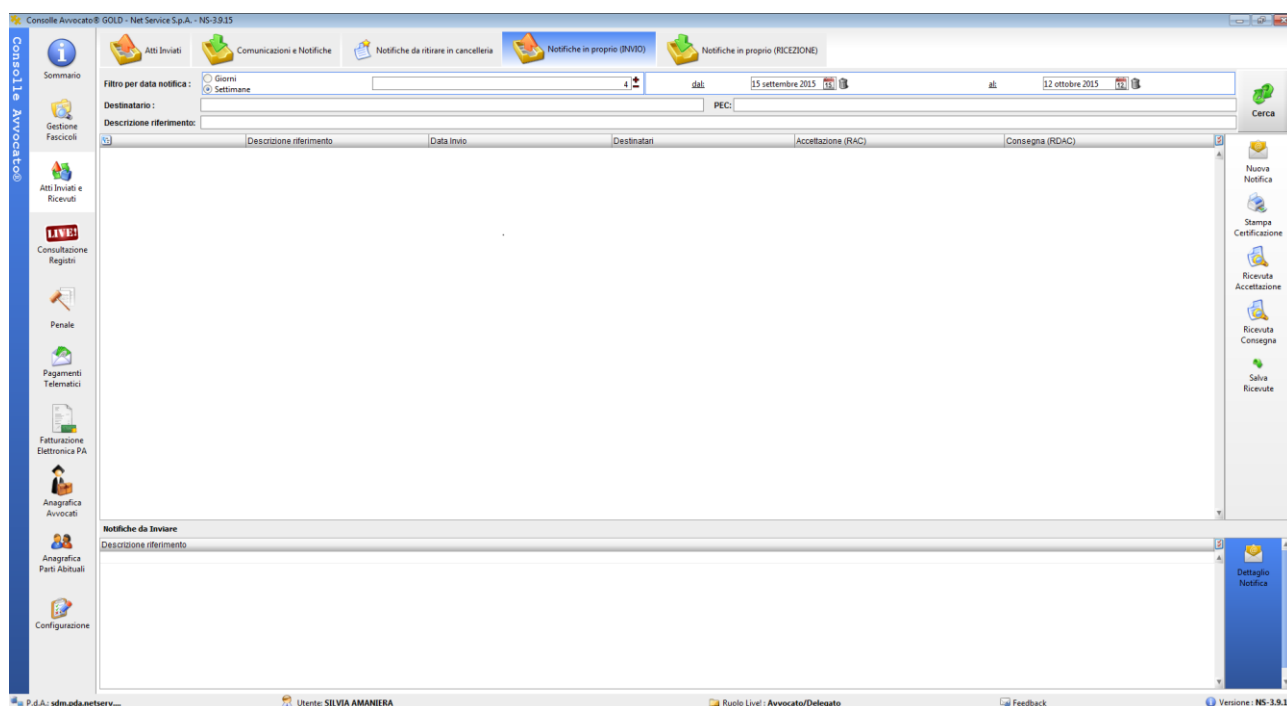 Consolle Avvocato® GOLD - Net Service S.p.A. - NS-3.9.15
Consolle Avvocato®
Sommario
Gestione
Fascicoli
Atti Inviati e
Ricevuti
LIVE!
Consultazione
Registri
Penale
Pagamenti
Telematici
Fatturazione
Elettronica PA
Anagrafica
Avvocati
Anagrafica
Parti Abituali
Configurazione
Atti Inviati
Comunicazioni e Notifiche
Notifiche da ritirare in cancelleria
Notifiche in proprio (INVIO)
Notifiche in proprio (RICEZIONE)
Filtro per data notifica :
Giorni
Settimane
4
dal:
15 settembre 2015
al:
12 ottobre 2015
Destinatario :
PEC:
Descrizione riferimento:
Cerca
Descrizione riferimento Data Invio Destinatari Accettazione (RAC) Consegna (RDAC)
Nuova
Notifica
Stampa
Certificazione
Ricevuta
Accettazione
Ricevuta
Consegna
Salva
Ricevute
Notifiche da Inviare
Descrizione riferimento
Dettaglio
Notifica
P.d.A.: sdm.pda.netserv...
Utente: SILVIA AMANIERA
Ruolo Live! : Avvocato/Delegato
Feedback
Versione : NS-3.9.1